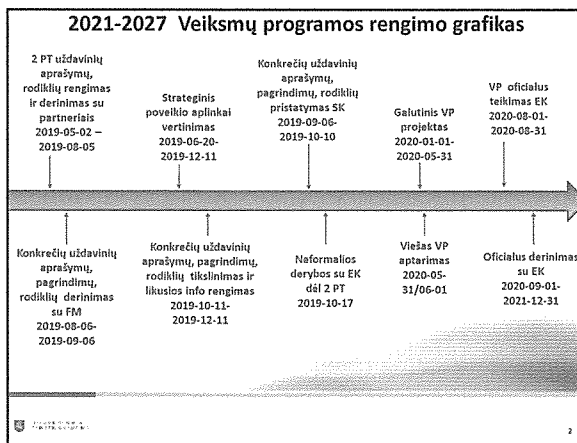 2021-2027 Veiksmų programos rengimo grafikas
2 PT uždavinių
aprašymų,
rodiklių rengimas
ir derinimas su
partneriais
2019-05-02 –
2019-08-05
Strateginis
poveikio aplinkai
vertinimas
2019-06-20-
2019-12-11
Konkrečių uždavinių
aprašymų,
pagrindimų, rodiklių
pristatymas SK
2019-09-06-
2019-10-10
Galutinis VP
projektas
2020-01-01-
2020-05-31
VP oficialus
teikimas EK
2020-08-01-
2020-08-31
Konkrečių uždavinių
aprašymų,
pagrindimų,
rodiklių derinimas
su FM
2019-08-06-
2019-09-06
Konkrečių uždavinių
aprašymų, pagrindimų,
rodiklių tikslinimas ir
likusios info rengimas
2019-10-11-
2019-12-11
Naformalios
derybos su EK
dėl 2 PT
2019-10-17
Viešas VP
aptarimas
2020-05-
31/06-01
Oficialus derinimas
su EK
2020-09-01-
2021-12-31
2